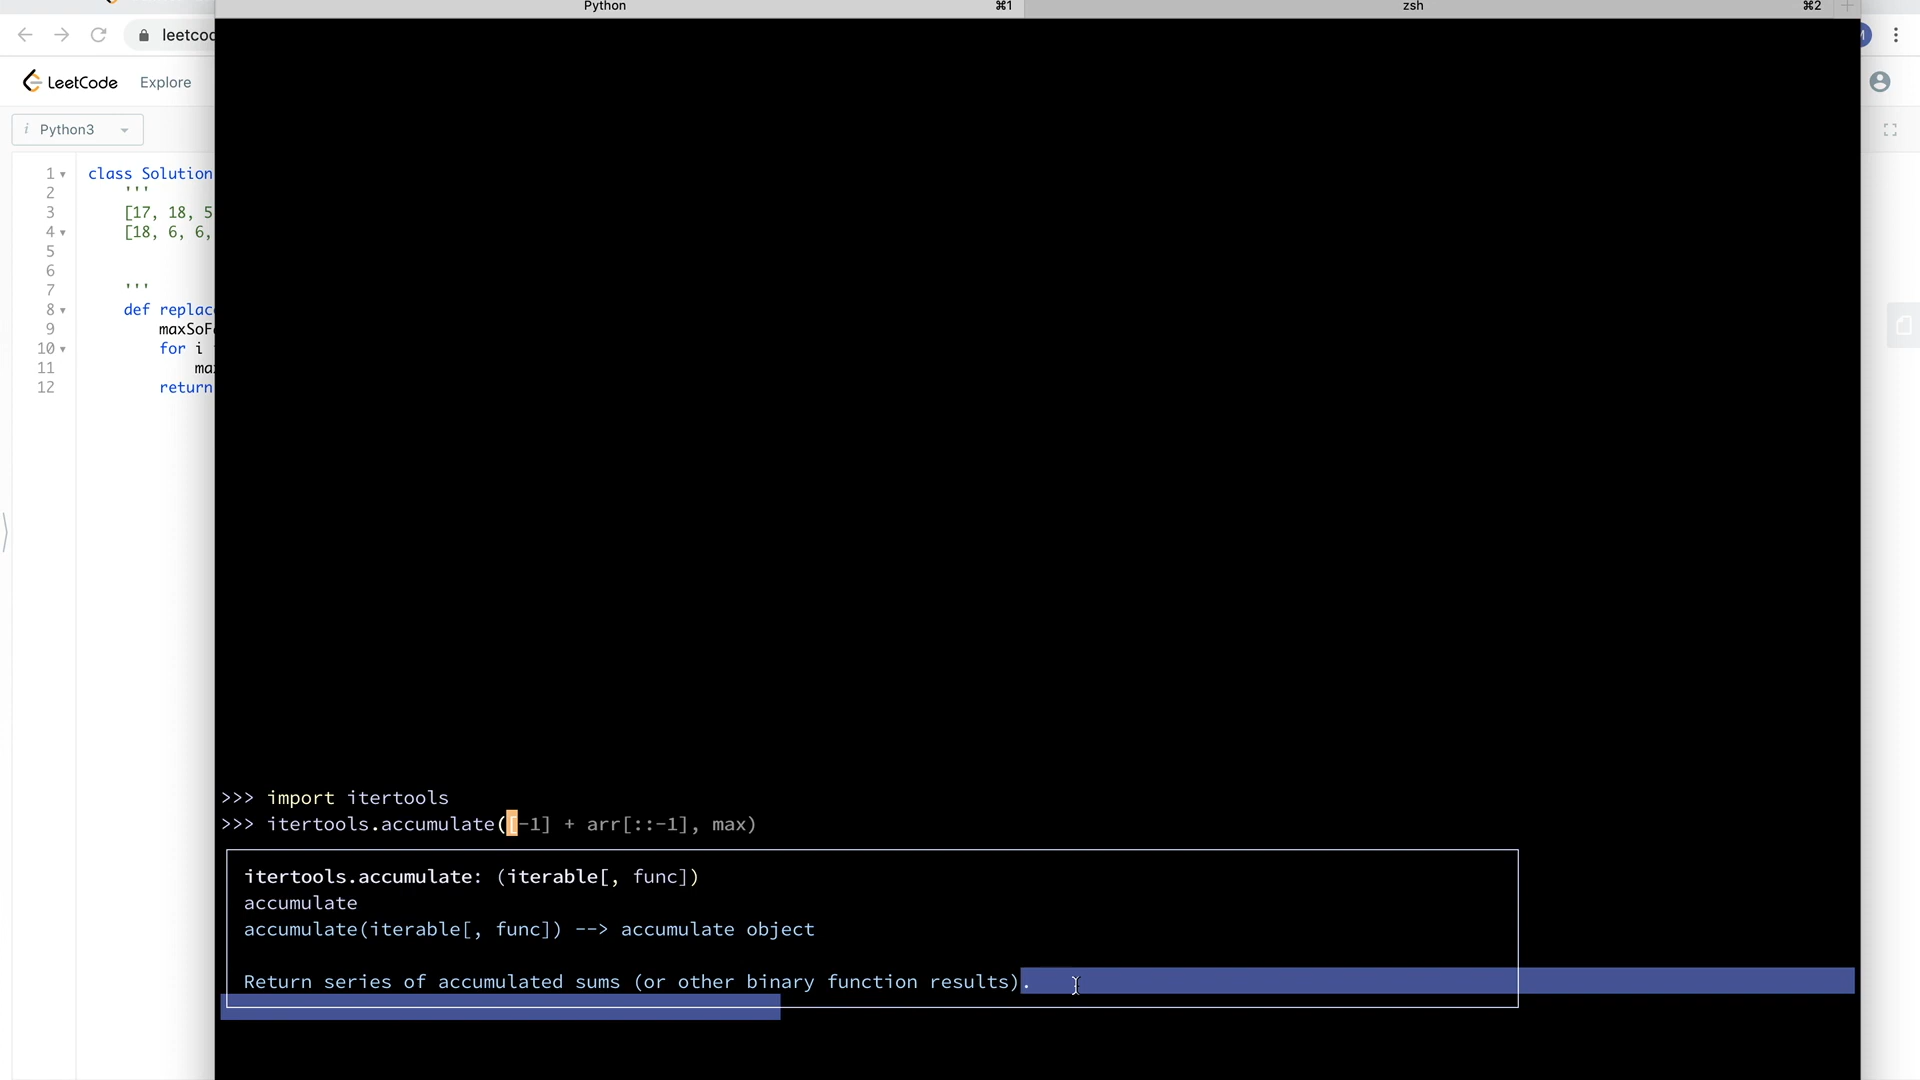 Python ⌘1 zsh ⌘2 +
leetcod
LeetCode Explore
i Python3
1 class Solution
2 '''
3 [17, 18, 5
4 [18, 6, 6,
5
6
7 '''
8 def replac
9 maxSoF
10 for i
11 ma
12 return
>>> import itertools
>>> itertools.accumulate([-1] + arr[::-1], max)
itertools.accumulate: (iterable[, func])
accumulate
accumulate(iterable[, func]) --> accumulate object
Return series of accumulated sums (or other binary function results).